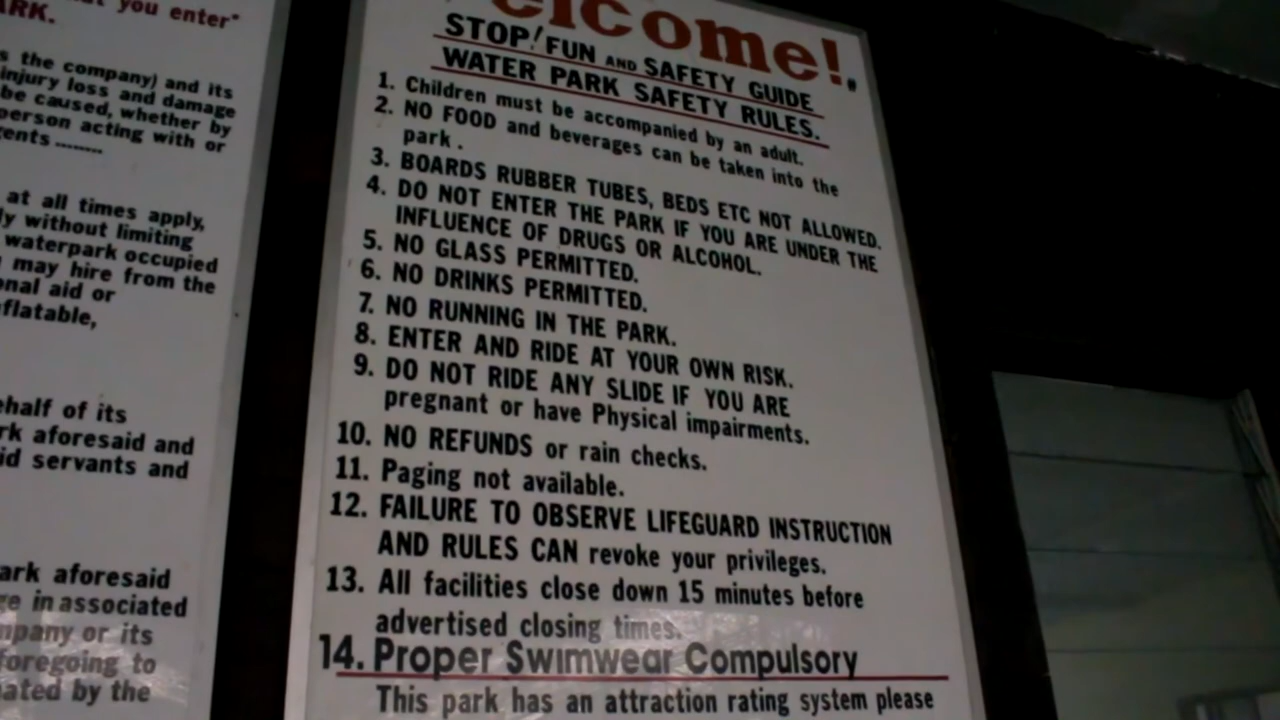 you enter"
ARK.
the company) and its
injury loss and damage
be caused, whether by
person acting with or
at all times apply,
without limiting
waterpark occupied
may hire from the
aid or
of its
aforesaid and
servants and
aforesaid
in associated
or its
foregoing to
by the
elcome!
STOP! FUN AND SAFETY GUIDE
WATER PARK SAFETY RULES.
1. Children must be accompanied by an adult.
2. NO FOOD and beverages can be taken into the
park.
3. BOARDS RUBBER TUBES, BEDS ETC NOT ALLOWED.
4. DO NOT ENTER THE PARK IF YOU ARE UNDER THE
INFLUENCE OF DRUGS OR ALCOHOL.
5. NO GLASS PERMITTED.
6. NO DRINKS PERMITTED.
7. NO RUNNING IN THE PARK.
8. ENTER AND RIDE AT YOUR OWN RISK.
9. DO NOT RIDE ANY SLIDE IF YOU ARE
pregnant or have Physical impairments.
10. NO REFUNDS or rain checks.
11. Paging not available.
12. FAILURE TO OBSERVE LIFEGUARD INSTRUCTION
AND RULES CAN revoke your privileges.
13. All facilities close down 15 minutes before
advertised closing times.
14. Proper Swimwear Compulsory
This park has an attraction rating system please